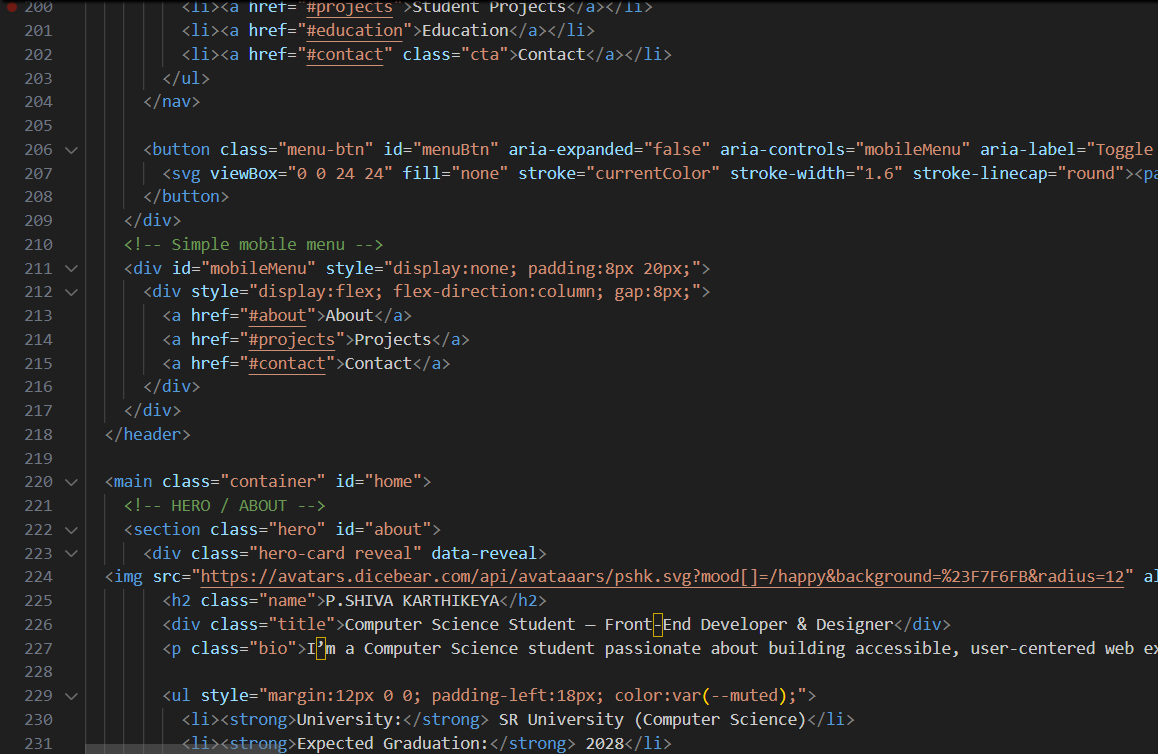 200 <li><a href="#projects">Student Projects</a></li>
201 <li><a href="#education">Education</a></li>
202 <li><a href="#contact" class="cta">Contact</a></li>
203 </ul>
204 </nav>
205
206 <button class="menu-btn" id="menuBtn" aria-expanded="false" aria-controls="mobileMenu" aria-label="Toggle
207 <svg viewBox="0 0 24 24" fill="none" stroke="currentColor" stroke-width="1.6" stroke-linecap="round"><pa
208 </button>
209 </div>
210 <!-- Simple mobile menu -->
211 <div id="mobileMenu" style="display:none; padding:8px 20px;">
212 <div style="display:flex; flex-direction:column; gap:8px;">
213 <a href="#about">About</a>
214 <a href="#projects">Projects</a>
215 <a href="#contact">Contact</a>
216 </div>
217 </div>
218 </header>
219
220 <main class="container" id="home">
221 <!-- HERO / ABOUT -->
222 <section class="hero" id="about">
223 <div class="hero-card reveal" data-reveal>
224 <img src="https://avatars.dicebear.com/api/avataaars/pshk.svg?mood[]=/happy&background=%23F7F6FB&radius=12" al
225 <h2 class="name">P.SHIVA KARTHIKEYA</h2>
226 <div class="title">Computer Science Student — Front‑End Developer & Designer</div>
227 <p class="bio">I’m a Computer Science student passionate about building accessible, user-centered web ex
228
229 <ul style="margin:12px 0 0; padding-left:18px; color:var(--muted);">
230 <li><strong>University:</strong> SR University (Computer Science)</li>
231 <li><strong>Expected Graduation:</strong> 2028</li>